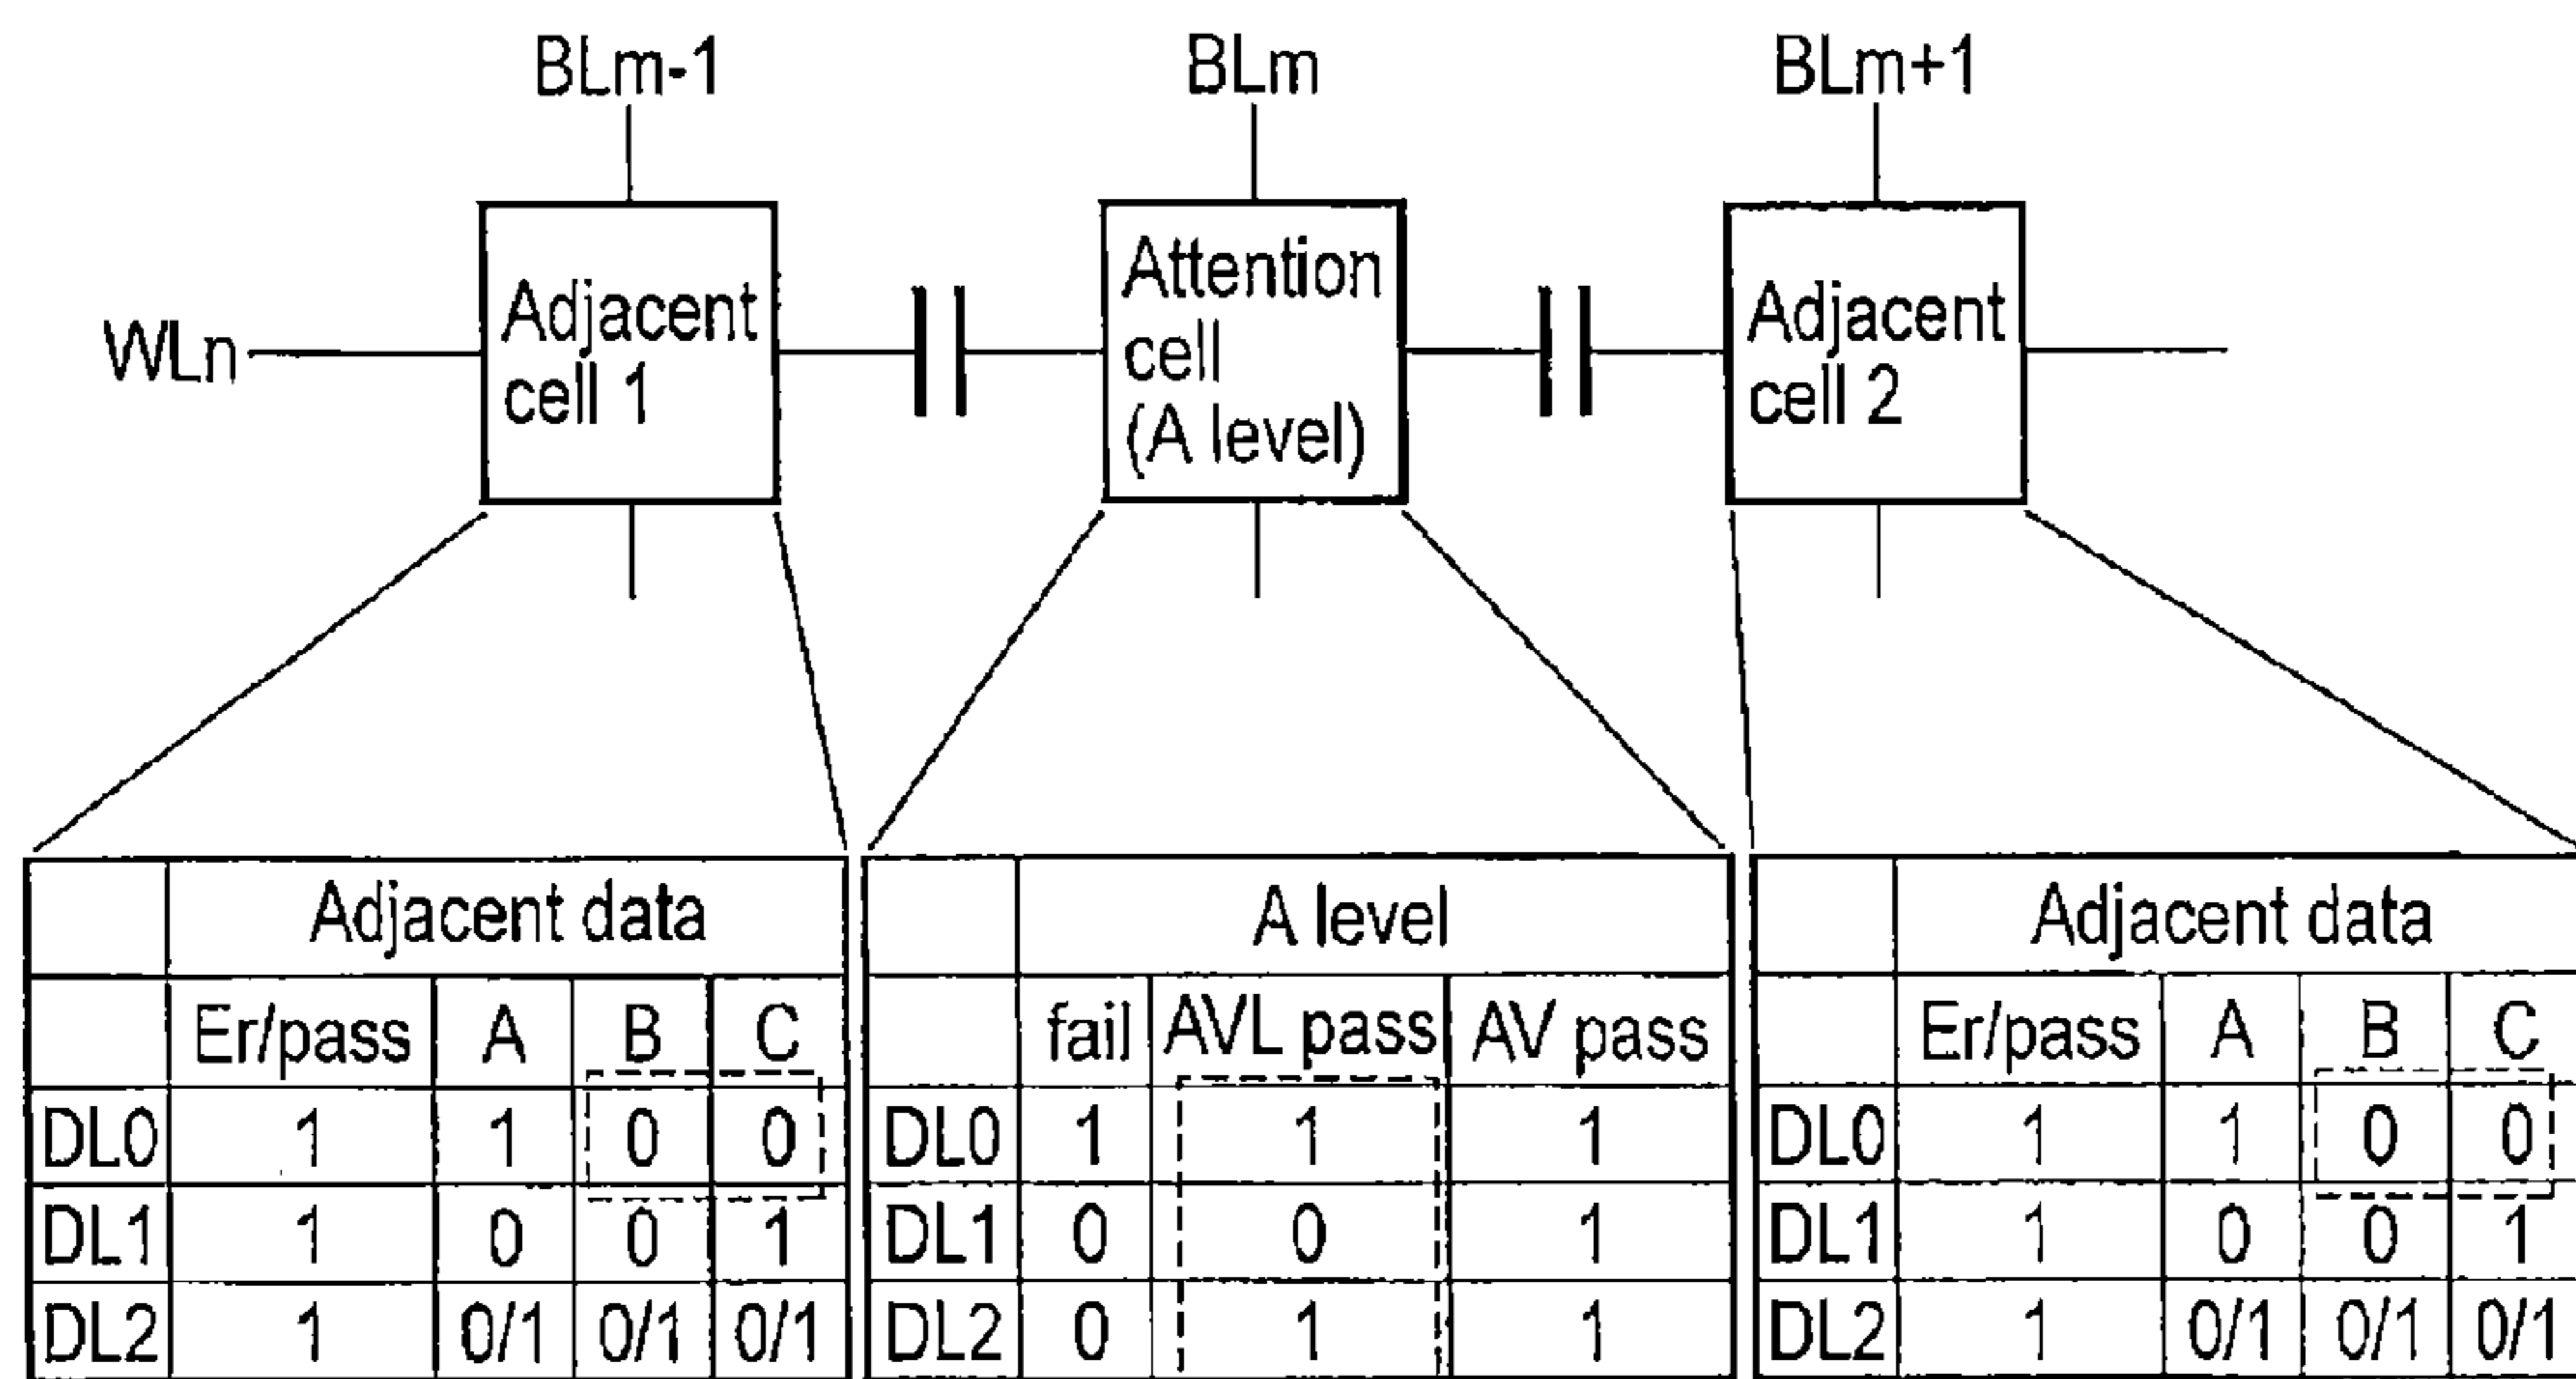 BLm-1 BLm BLm+1
WLn
Adjacent
cell 1
Attention
cell
(A level)
Adjacent
cell 2
Adjacent data
Er/pass A B C
DL0 1 1 0 0
DL1 1 0 0 1
DL2 1 0/1 0/1 0/1
A level
fail AVL pass AV pass
DL0 1 1 1
DL1 0 0 1
DL2 0 1 1
Adjacent data
Er/pass A B C
DL0 1 1 0 0
DL1 1 0 0 1
DL2 1 0/1 0/1 0/1